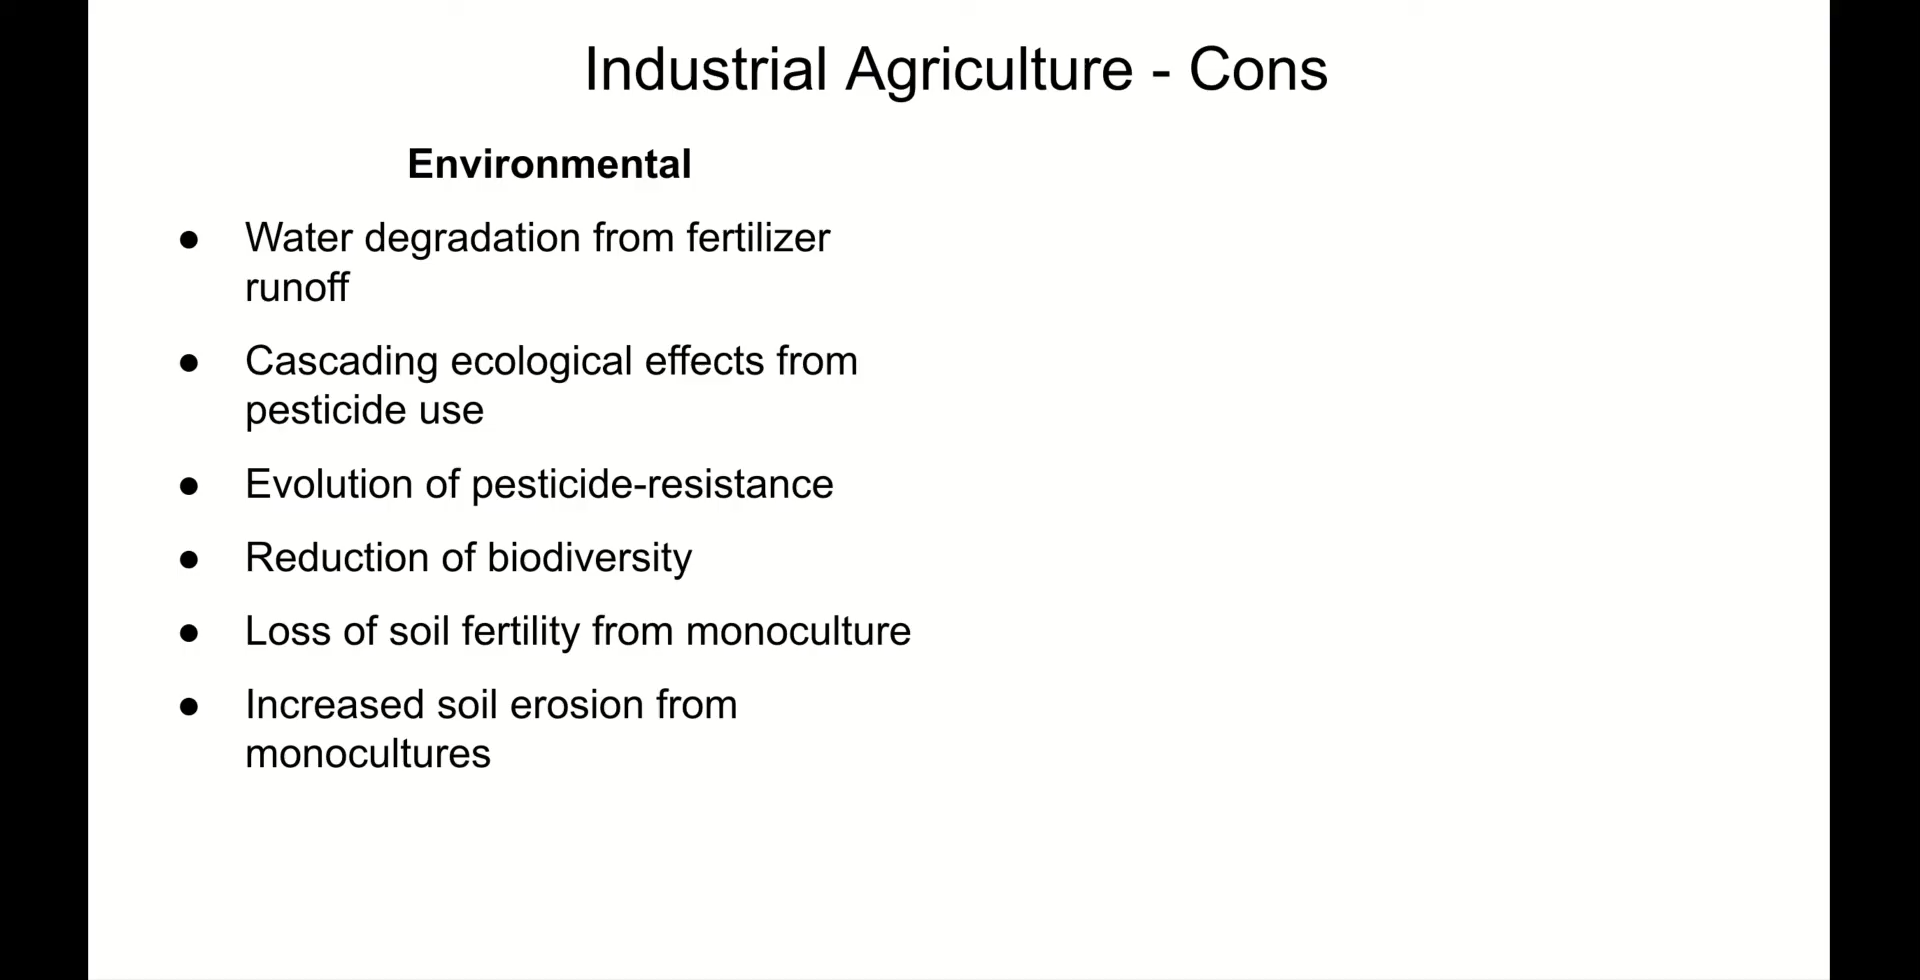 Industrial Agriculture - Cons
Environmental
● Water degradation from fertilizer
runoff
● Cascading ecological effects from
pesticide use
● Evolution of pesticide-resistance
● Reduction of biodiversity
● Loss of soil fertility from monoculture
● Increased soil erosion from
monocultures